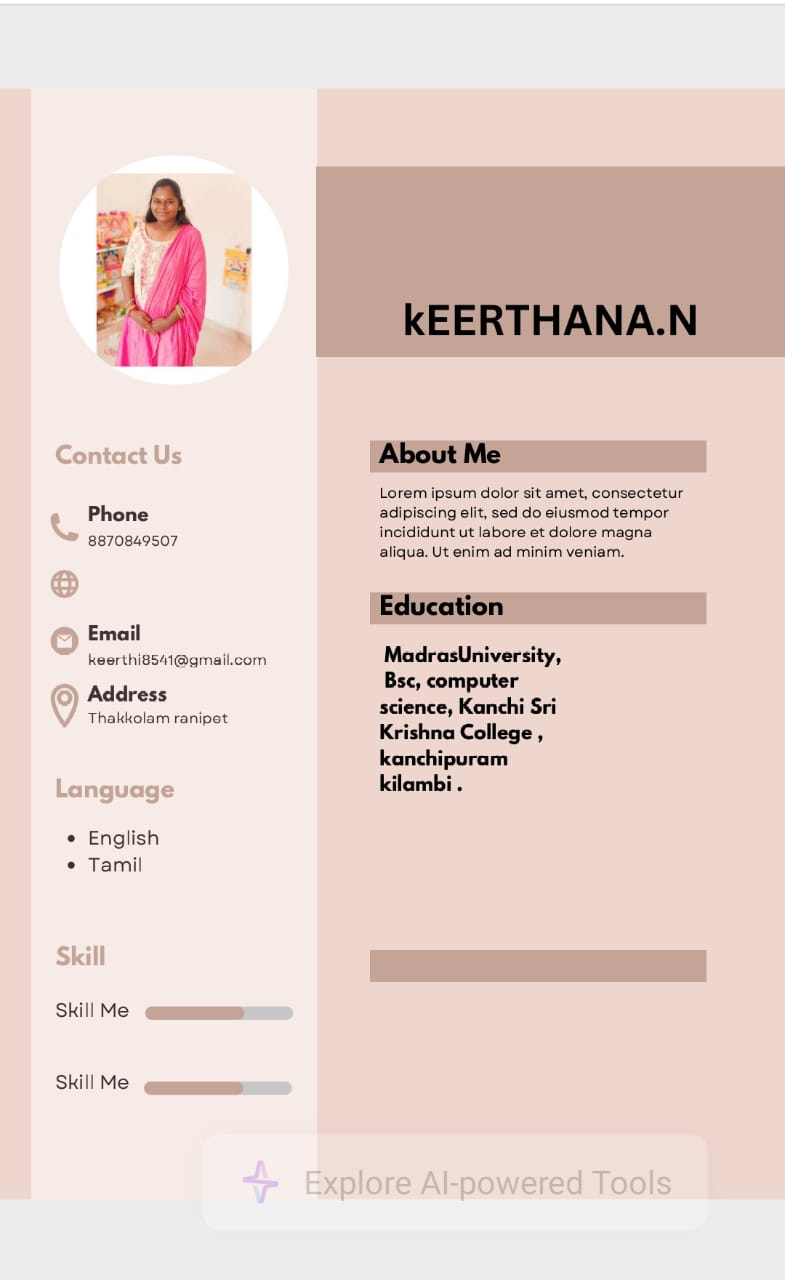 kEERTHANA.N
Contact Us
Phone
8870849507
Email
keerthi8541@gmail.com
Address
Thakkolam ranipet
Language
• English
• Tamil
Skill
Skill Me
Skill Me
About Me
Lorem ipsum dolor sit amet, consectetur
adipiscing elit, sed do eiusmod tempor
incididunt ut labore et dolore magna
aliqua. Ut enim ad minim veniam.
Education
MadrasUniversity,
Bsc, computer
science, Kanchi Sri
Krishna College ,
kanchipuram
kilambi .
Explore AI-powered Tools